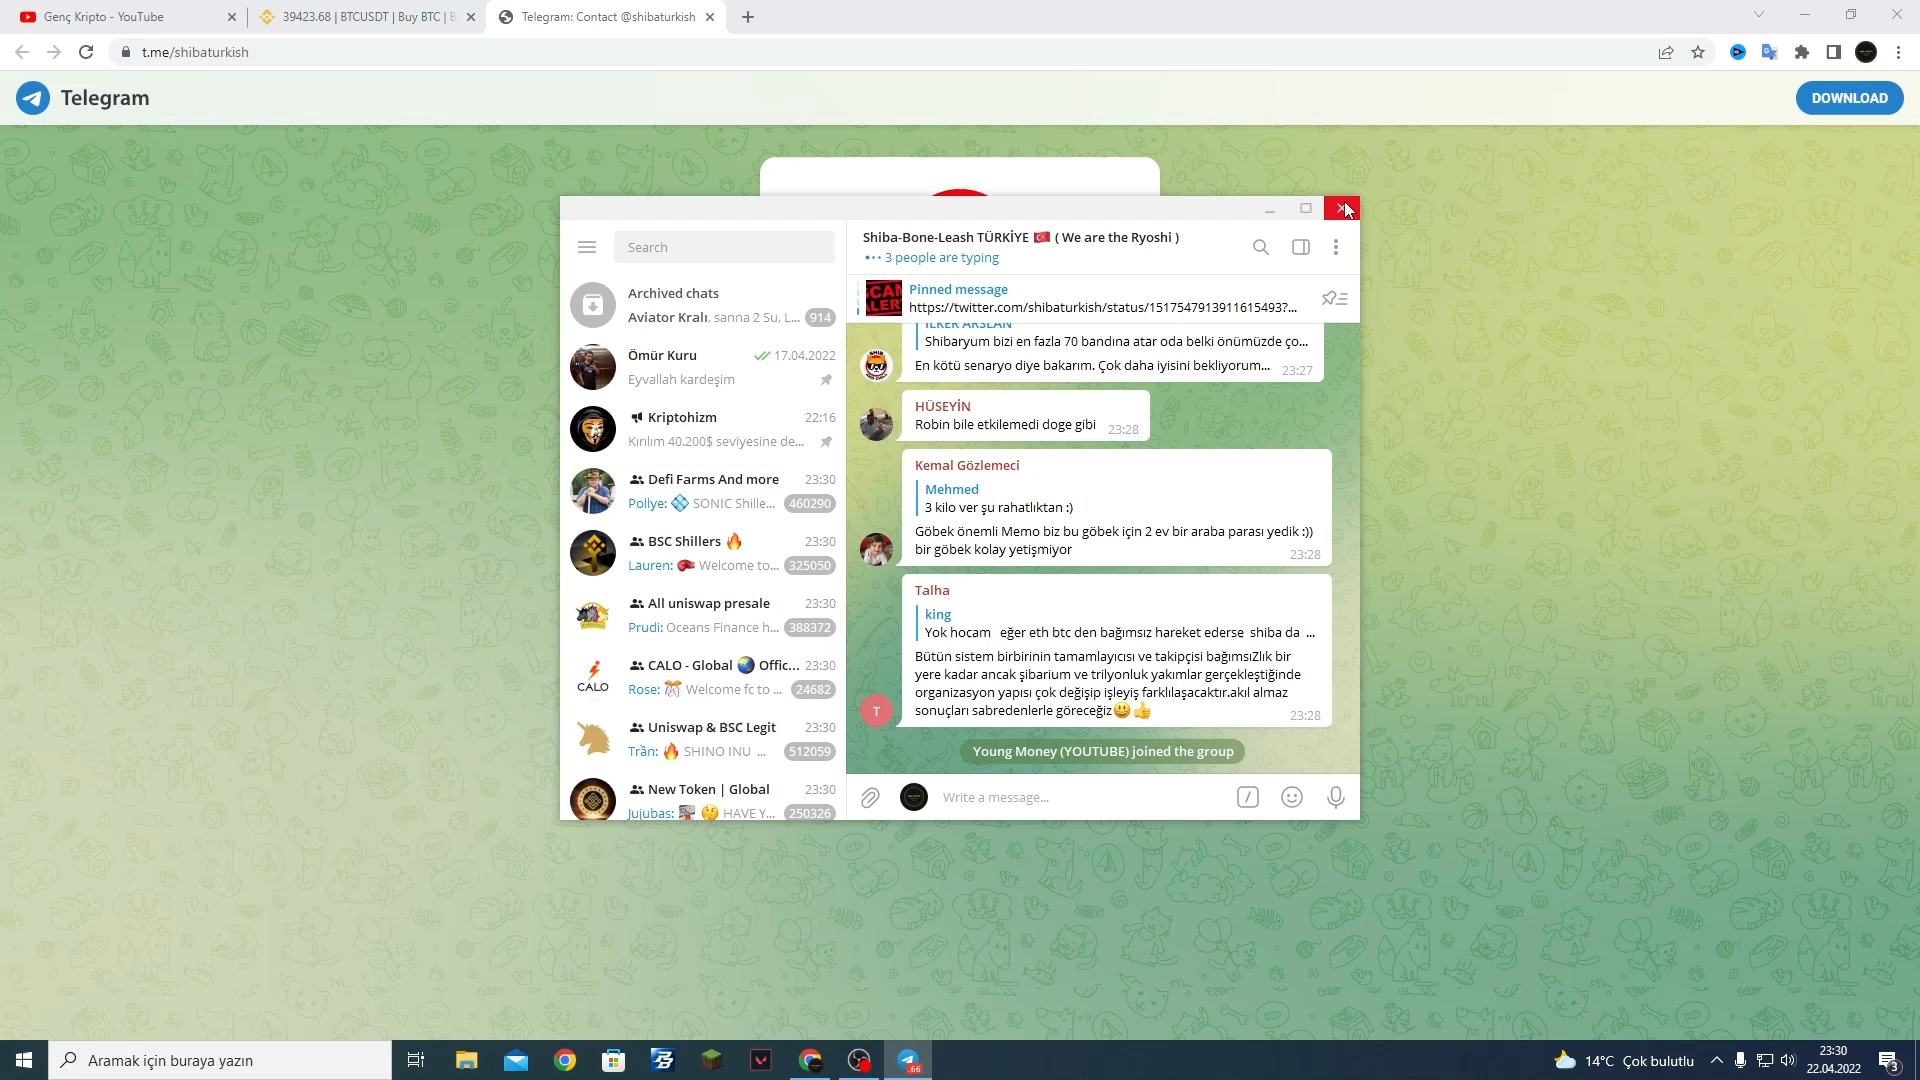 Genç Kripto - YouTube
39423.68 | BTCUSDT | Buy BTC | B
Telegram: Contact @shibaturkish
t.me/shibaturkish
Telegram
DOWNLOAD
Search
Archived chats
Aviator Kralı, sanna 2 Su, L... 914
Ömür Kuru 17.04.2022
Eyvallah kardeşim
Kriptohizm 22:16
Kırılım 40.200$ seviyesine de...
Defi Farms And more 23:30
Pollye: 💠 SONIC Shille... 460290
BSC Shillers 🔥 23:30
Lauren: 🥊 Welcome to... 325050
All uniswap presale 23:30
Prudi: Oceans Finance h... 388372
CALO
CALO - Global 🌏 Offic... 23:30
Rose: 🎊 Welcome fc to ... 24682
Uniswap & BSC Legit 23:30
Trần: 🔥 SHINO INU ... 512059
New Token | Global 23:30
Jujubas: 🤔 HAVE Y... 250326
Shiba-Bone-Leash TÜRKİYE 🇹🇷 ( We are the Ryoshi )
3 people are typing
Pinned message
https://twitter.com/shibaturkish/status/1517547913911615493?...
İLKER ARSLAN
Shibaryum bizi en fazla 70 bandına atar oda belki önümüzde ço...
En kötü senaryo diye bakarım. Çok daha iyisini bekliyorum... 23:27
HÜSEYİN
Robin bile etkilemedi doge gibi 23:28
Kemal Gözlemeci
Mehmed
3 kilo ver şu rahatlıktan :)
Göbek önemli Memo biz bu göbek için 2 ev bir araba parası yedik :))
bir göbek kolay yetişmiyor 23:28
Talha
king
Yok hocam eğer eth btc den bağımsız hareket ederse shiba da ...
Bütün sistem birbirinin tamamlayıcısı ve takipçisi bağımsıZlık bir
yere kadar ancak şibarium ve trilyonluk yakımlar gerçekleştiğinde
organizasyon yapısı çok değişip işleyiş farklılaşacaktır.akıl almaz
sonuçları sabredenlerle göreceğiz😃👍 23:28
T
Young Money (YOUTUBE) joined the group
Write a message...
Aramak için buraya yazın
.66
14°C Çok bulutlu
23:30
22.04.2022
3